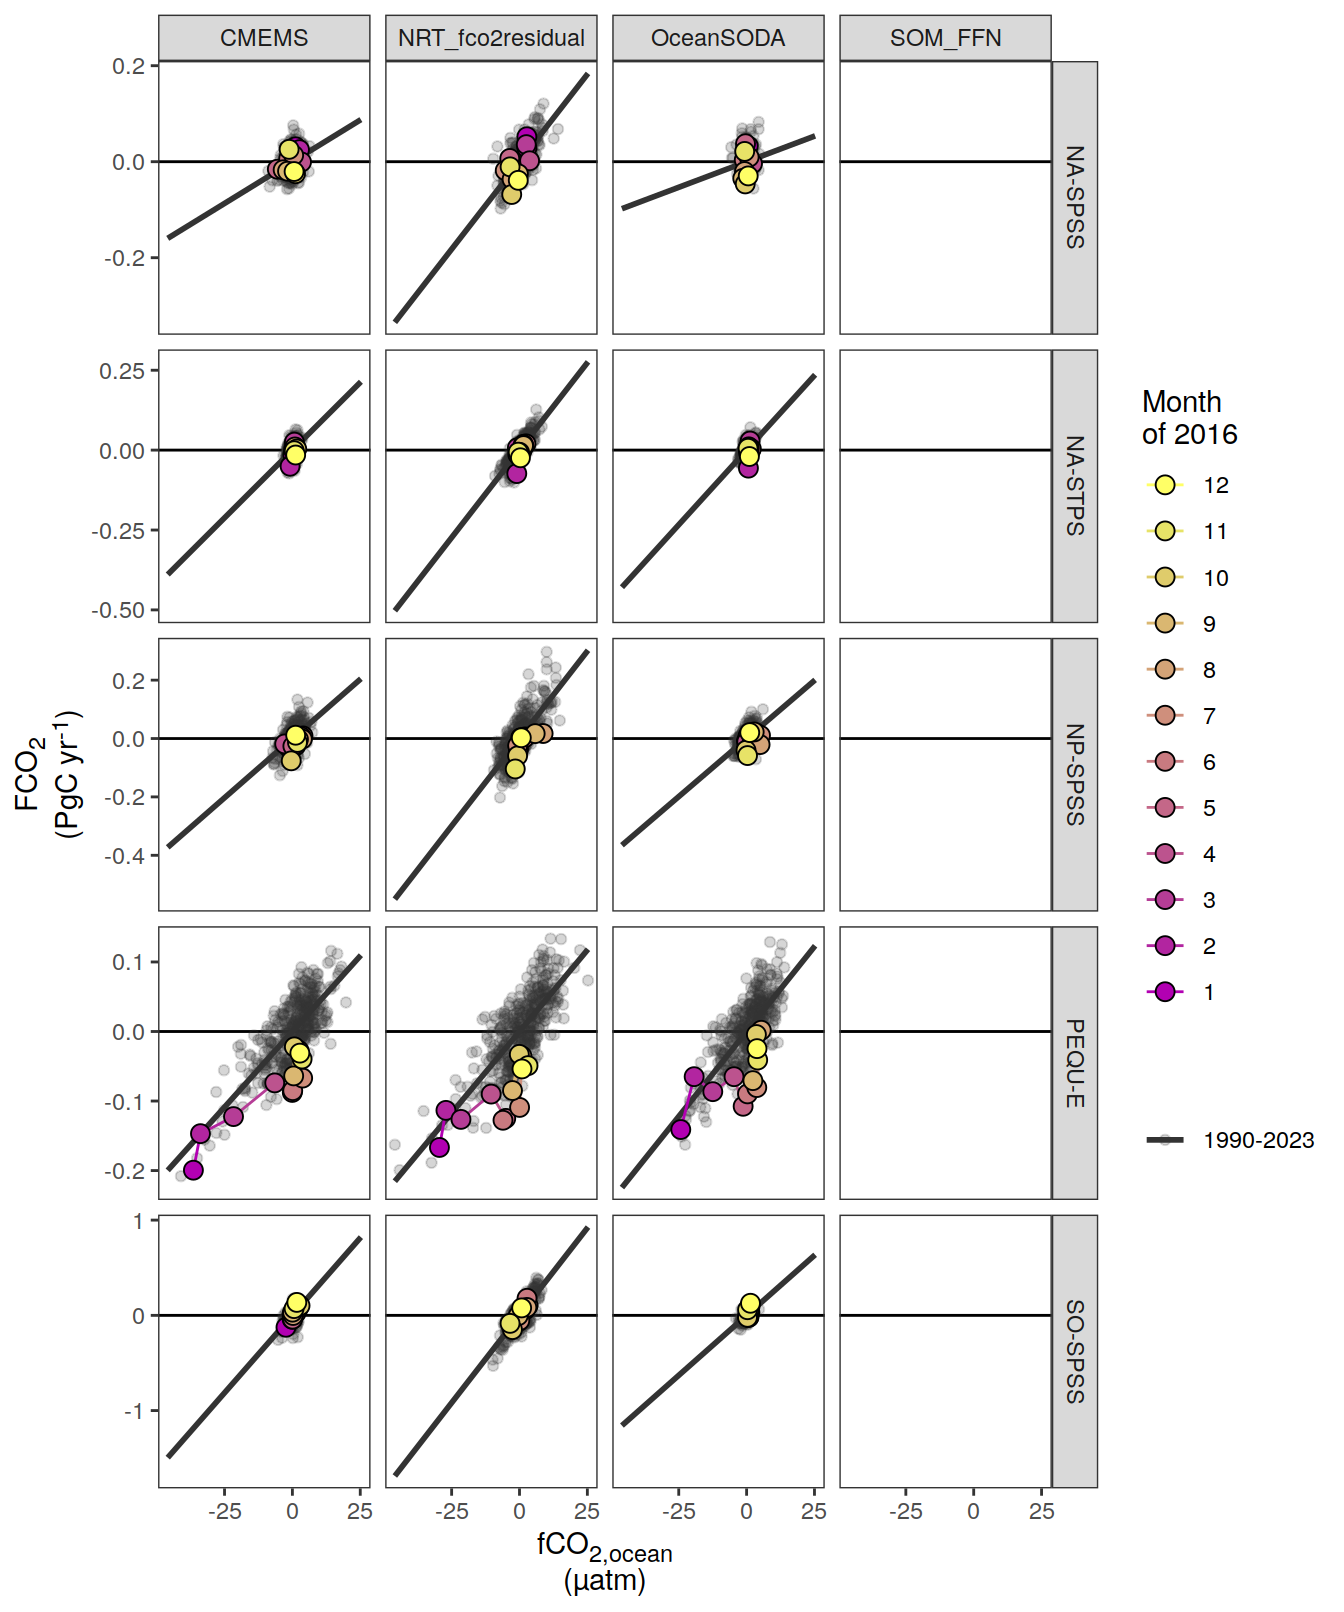 CMEMS NRT_fco2residual OceanSODA SOM_FFN
0.2
0.0
-0.2
NA-SPSS
0.25
0.00
-0.25
-0.50
NA-STPS
0.2
0.0
-0.2
-0.4
NP-SPSS
0.1
0.0
-0.1
-0.2
PEQU-E
1
0
-1
SO-SPSS
-25 0 25 -25 0 25 -25 0 25 -25 0 25
fCO2,ocean
(µatm)
FCO2
(PgC yr-1)
Month
of 2016
12
11
10
9
8
7
6
5
4
3
2
1
1990-2023